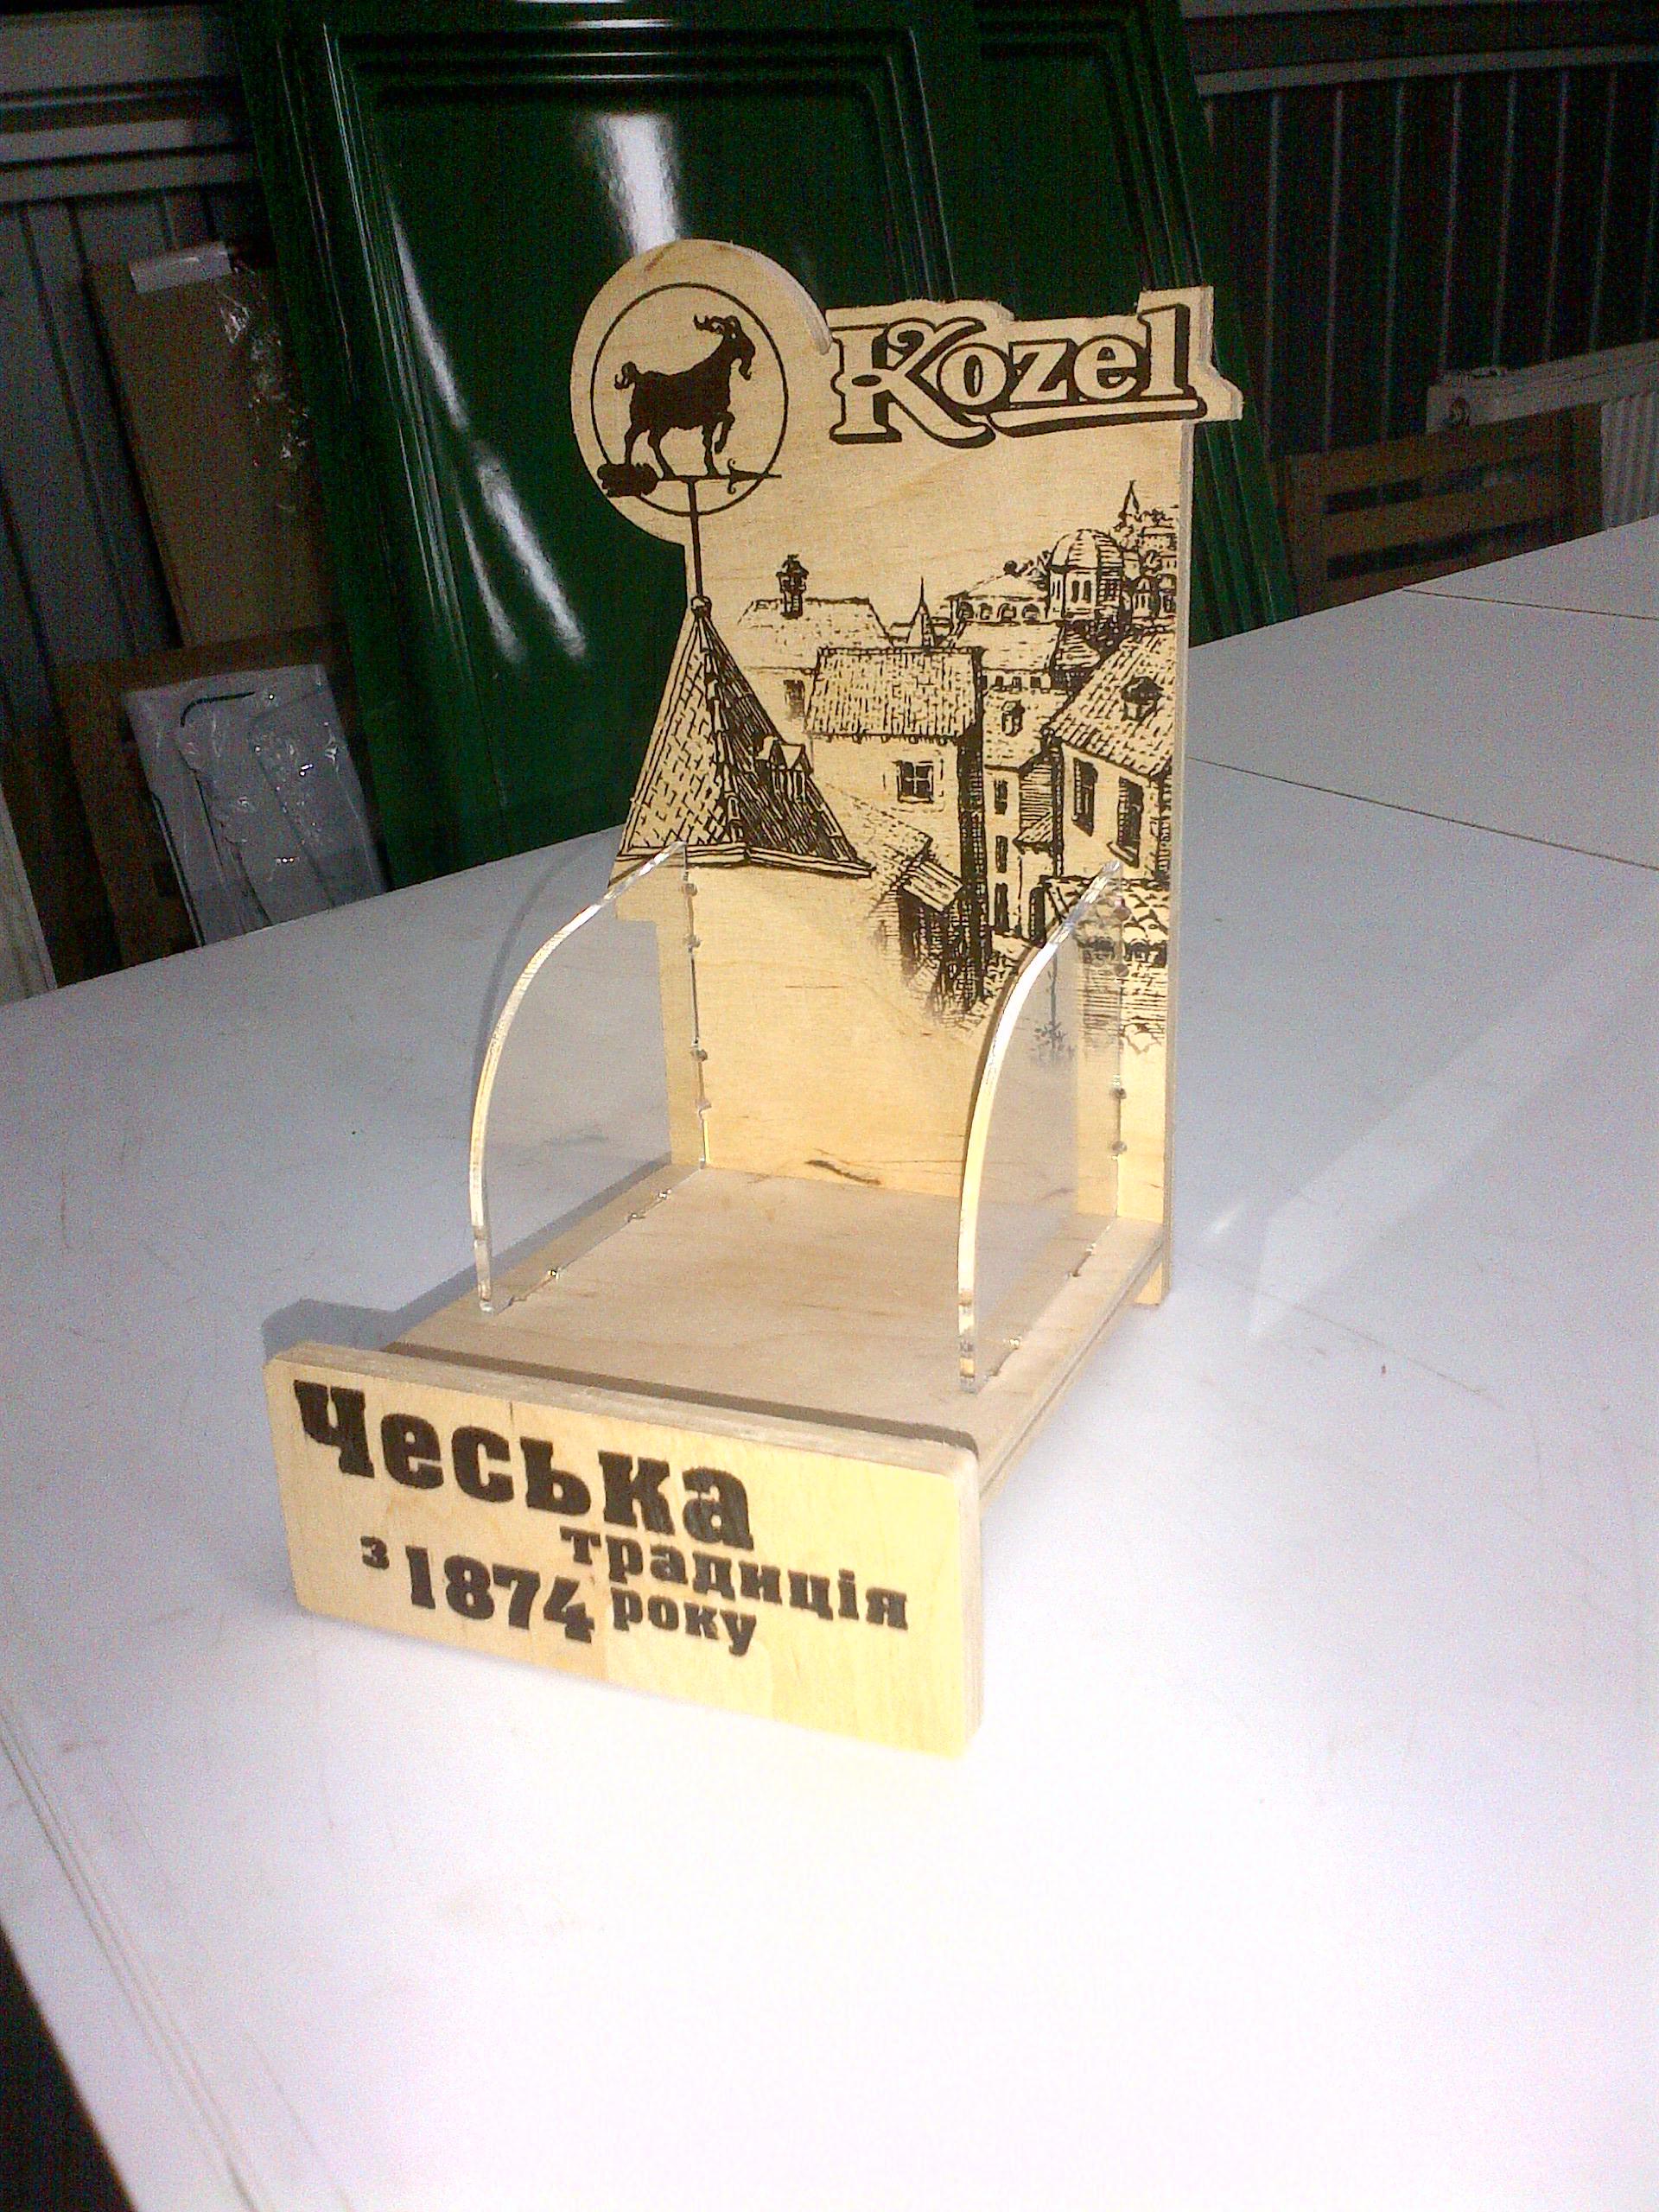 Kozel
Чеська
традиція
з 1874 року